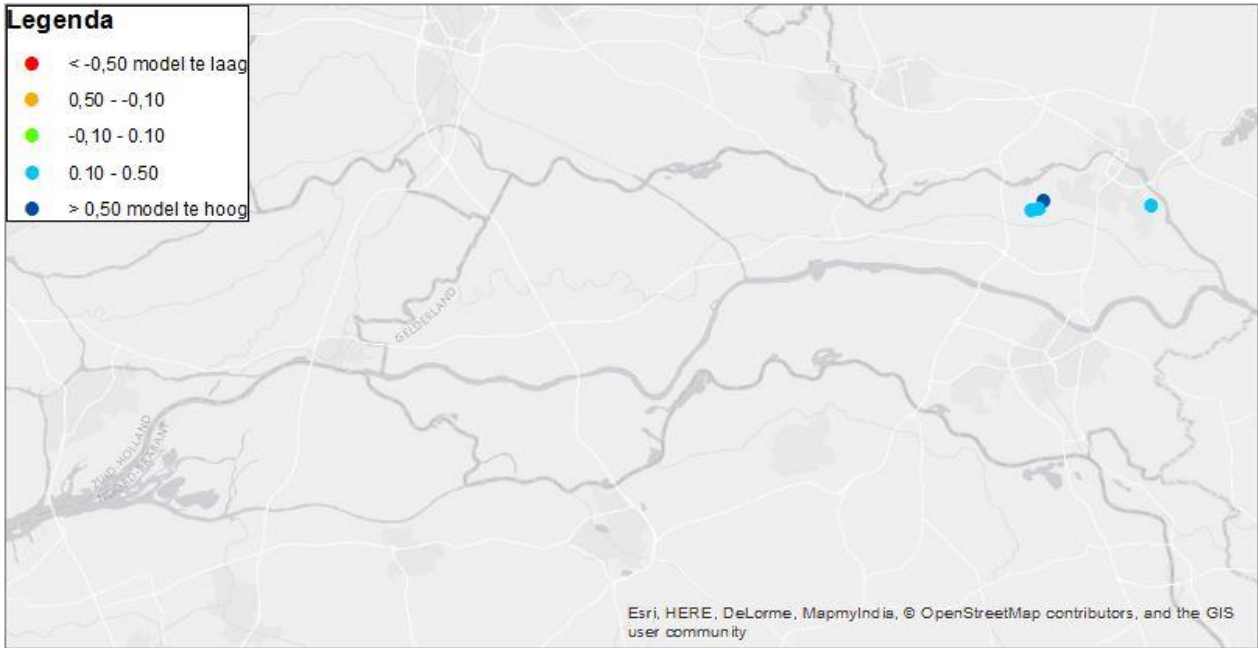 Legenda
< -0,50 model te laag
0,50 - -0,10
-0,10 - 0.10
0.10 - 0.50
> 0,50 model te hoog
GELDERLAND
ZUID HOLLAND
NOORD-BRABANT
Esri, HERE, DeLorme, MapmyIndia, © OpenStreetMap contributors, and the GIS
user community